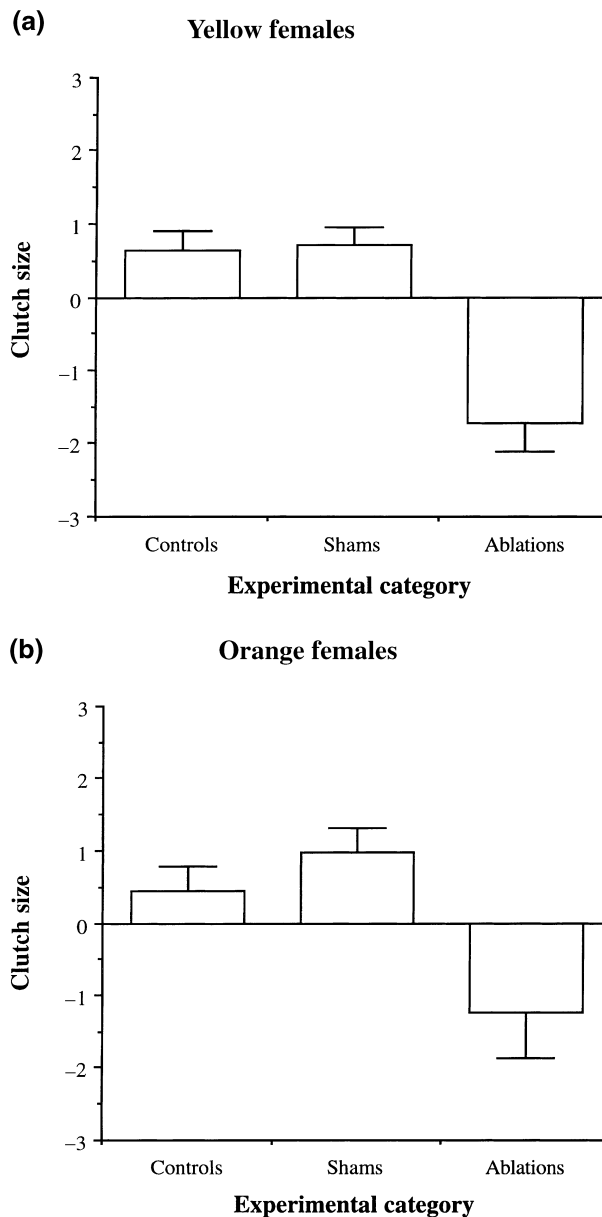 (a)
Yellow females
3
2
1
0
−1
−2
−3
Clutch size
Controls Shams Ablations
Experimental category
(b)
Orange females
3
2
1
0
−1
−2
−3
Clutch size
Controls Shams Ablations
Experimental category